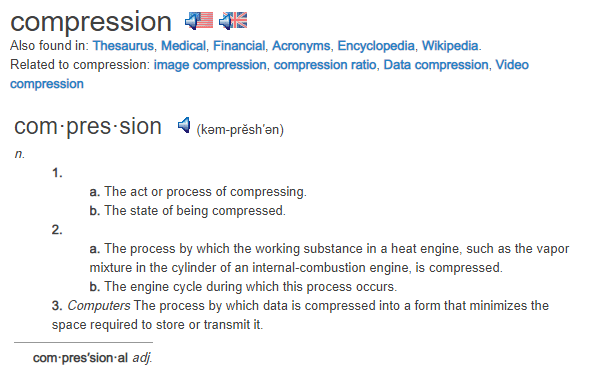 compression
Also found in: Thesaurus, Medical, Financial, Acronyms, Encyclopedia, Wikipedia.
Related to compression: image compression, compression ratio, Data compression, Video
compression
com·pres·sion (kəm-prĕsh′ən)
n.
1.
a. The act or process of compressing.
b. The state of being compressed.
2.
a. The process by which the working substance in a heat engine, such as the vapor
mixture in the cylinder of an internal-combustion engine, is compressed.
b. The engine cycle during which this process occurs.
3. Computers The process by which data is compressed into a form that minimizes the
space required to store or transmit it.
com·pres′sion·al adj.